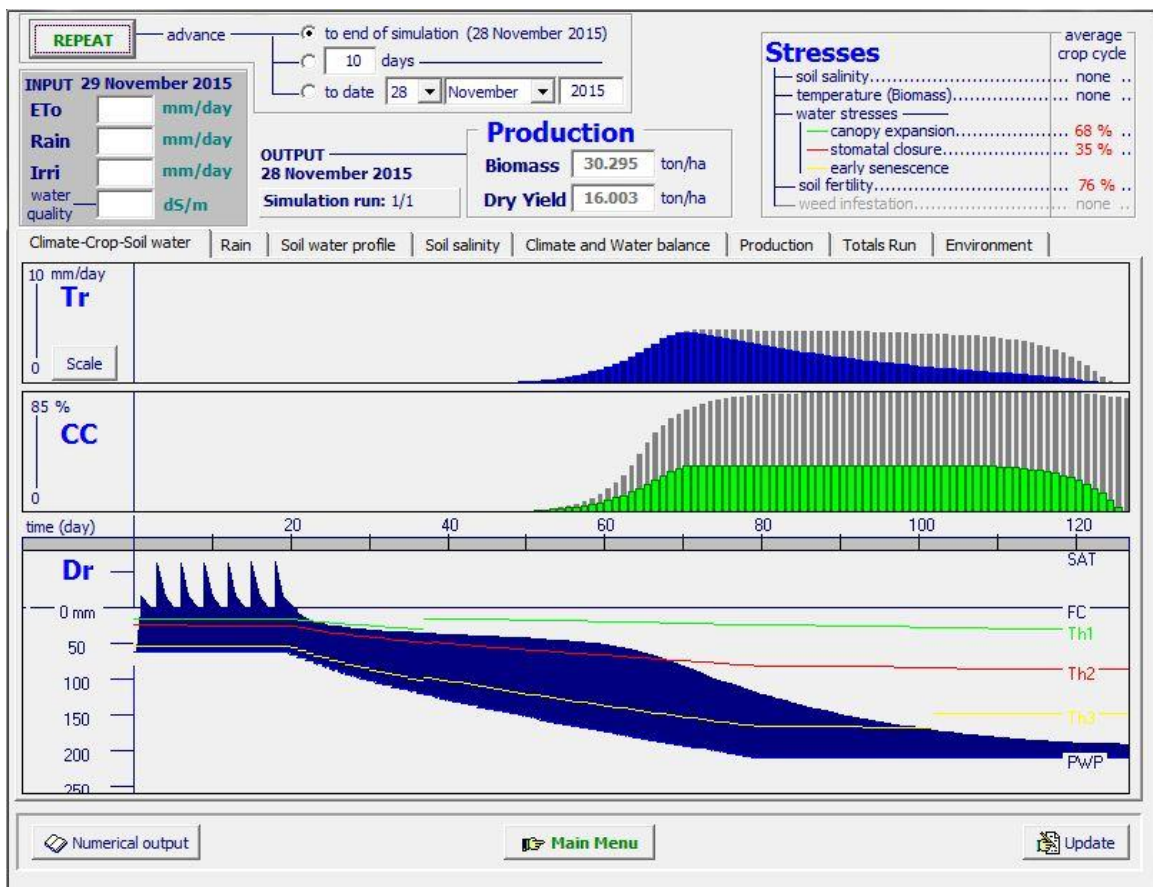 REPEAT
advance
to end of simulation (28 November 2015)
10 days
to date 28 November 2015
INPUT 29 November 2015
ETo mm/day
Rain mm/day
Irri mm/day
water quality dS/m
OUTPUT
28 November 2015
Simulation run: 1/1
Production
Biomass 30.295 ton/ha
Dry Yield 16.003 ton/ha
Stresses
average
crop cycle
soil salinity.................... none ..
temperature (Biomass).................... none ..
water stresses
canopy expansion.................... 68 % ..
stomatal closure.................... 35 % ..
early senescence
soil fertility.................... 76 % ..
weed infestation.................... none ..
Climate-Crop-Soil water Rain Soil water profile Soil salinity Climate and Water balance Production Totals Run Environment
10 mm/day
Tr
0
Scale
85 %
CC
0
time (day) 20 40 60 80 100 120
Dr
SAT
0 mm
FC
Th1
50
Th2
100
150
Th3
200
PWP
250
Numerical output
Main Menu
Update